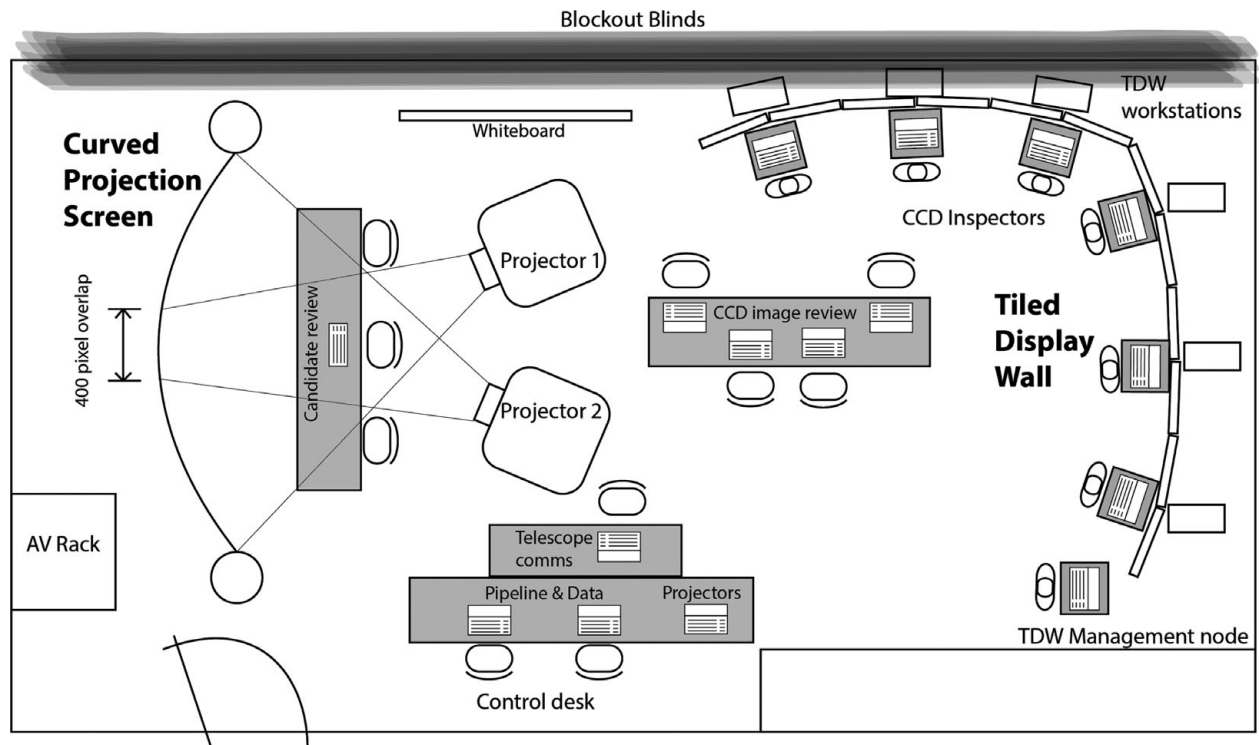 Blockout Blinds
TDW
workstations
Whiteboard
Curved
Projection
Screen
CCD Inspectors
Projector 1
400 pixel overlap
Candidate review
CCD image review
Tiled
Display
Wall
Projector 2
AV Rack
Telescope
comms
Pipeline & Data
Projectors
TDW Management node
Control desk